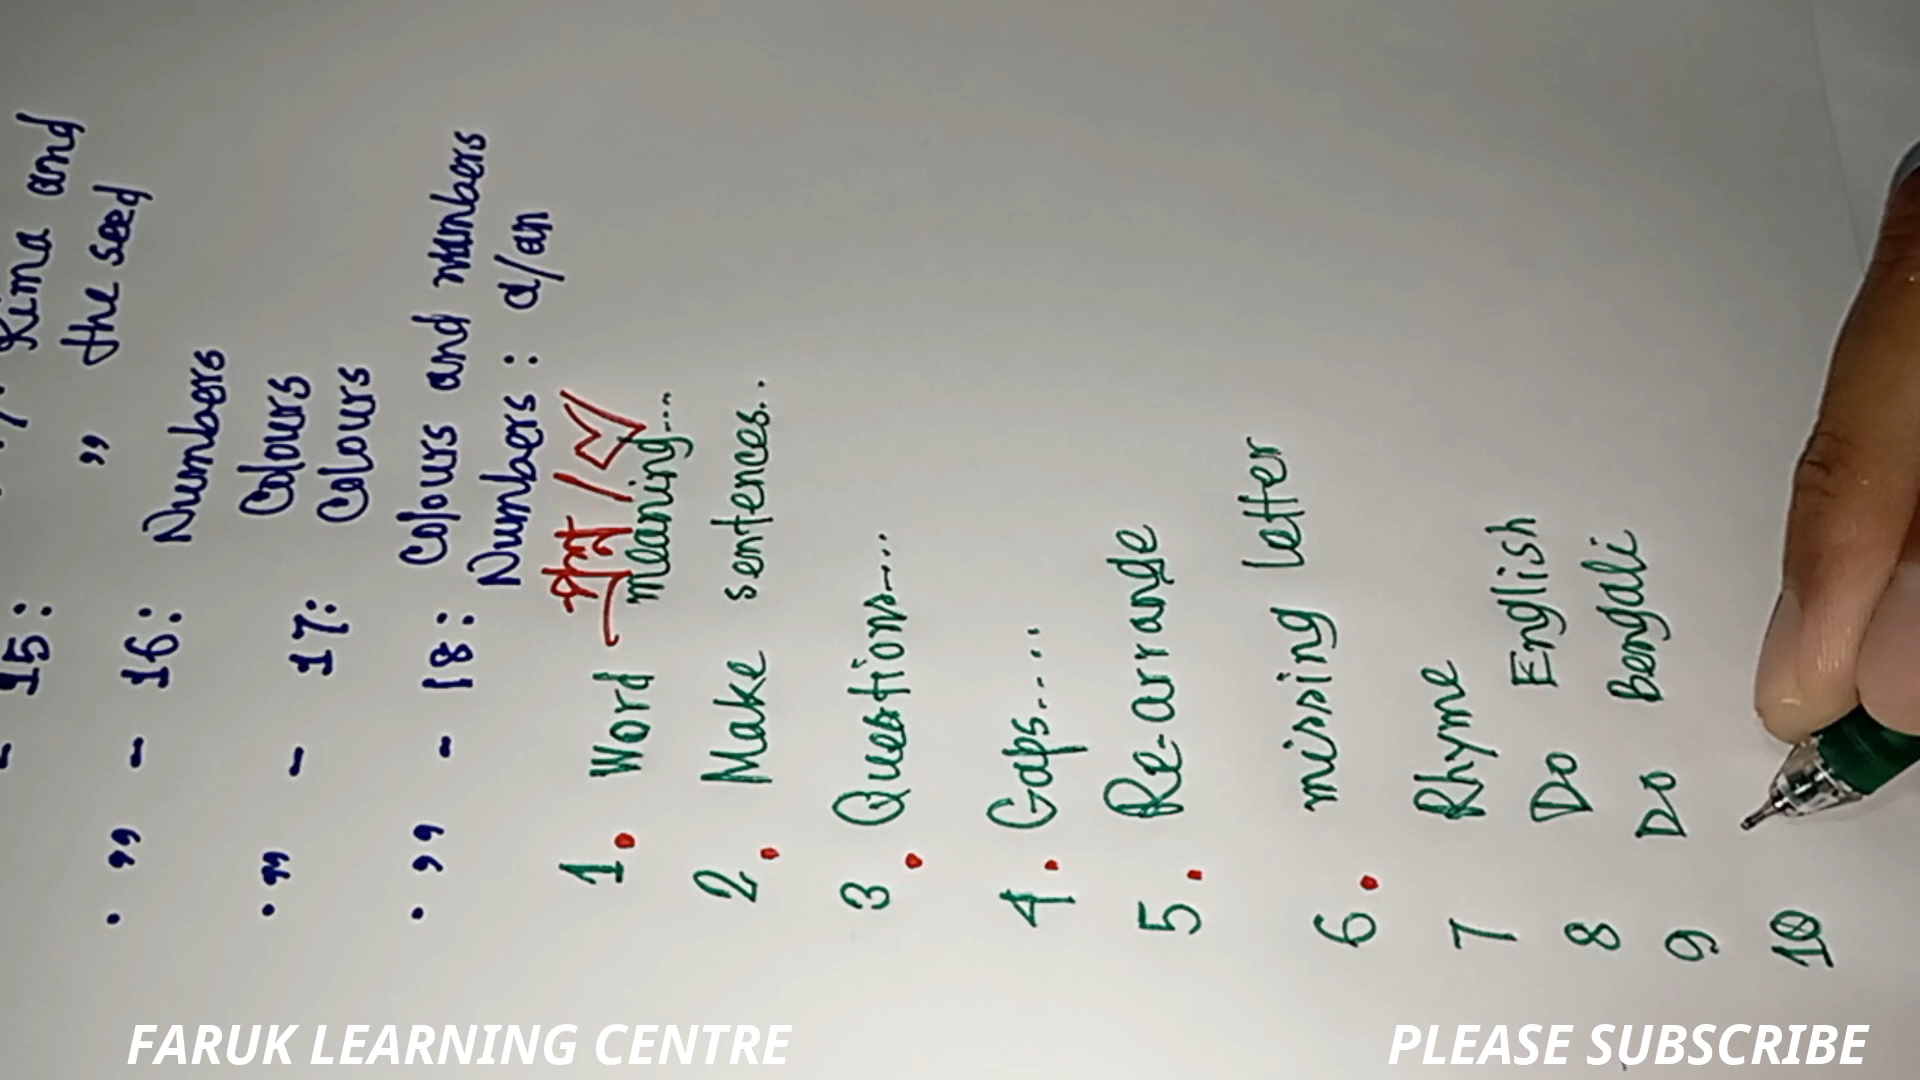 - 15: Rima and
" the seed
• " - 16: Numbers
Colours
• " - 17: Colours
• " - 18: Colours and numbers
Numbers : a/an
প্রশ্ন /
1. Word meaning...
2. Make sentences..
3. Questions....
4. Gaps.....
5. Re-arrange
6. missing letter
7 Rhyme
8 Do English
9 Do Bengali
10
FARUK LEARNING CENTRE
PLEASE SUBSCRIBE